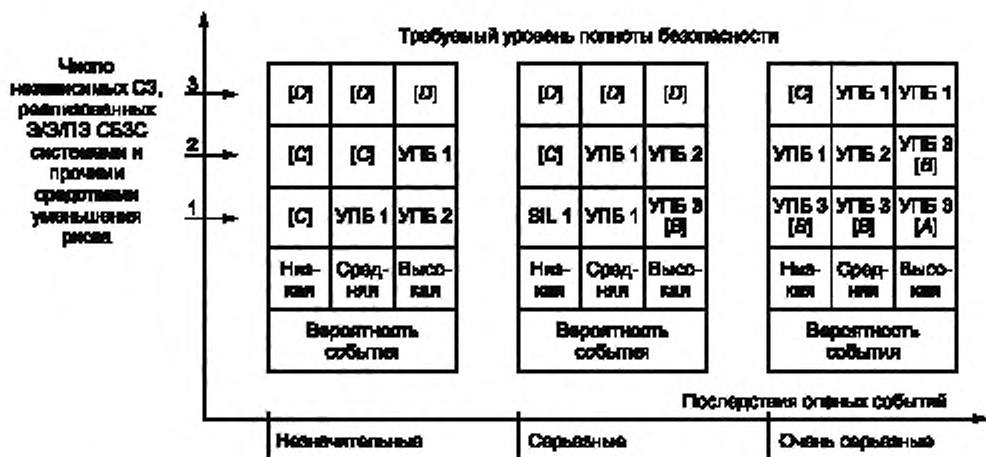 Требуемый уровень полноты безопасности
Число
независимых СЗ,
реализованных
Э/Э/ПЭ СБЗС
системами и
прочими
средствами
уменьшения
риска
3 [D] [D] [D] [D] [D] [D] [C] УПБ 1 УПБ 1
2 [C] [C] УПБ 1 [C] УПБ 1 УПБ 2 УПБ 1 УПБ 2 УПБ 3 [B]
1 [C] УПБ 1 УПБ 2 SIL 1 УПБ 1 УПБ 3 [B] УПБ 3 [B] УПБ 3 [B] УПБ 3 [A]
Низ- Сред- Высо- Низ- Сред- Высо- Низ- Сред- Высо-
кая няя кая кая няя кая кая няя кая
Вероятность Вероятность Вероятность
события события события
Последствия опасных событий
Незначительные Серьезные Очень серьезные